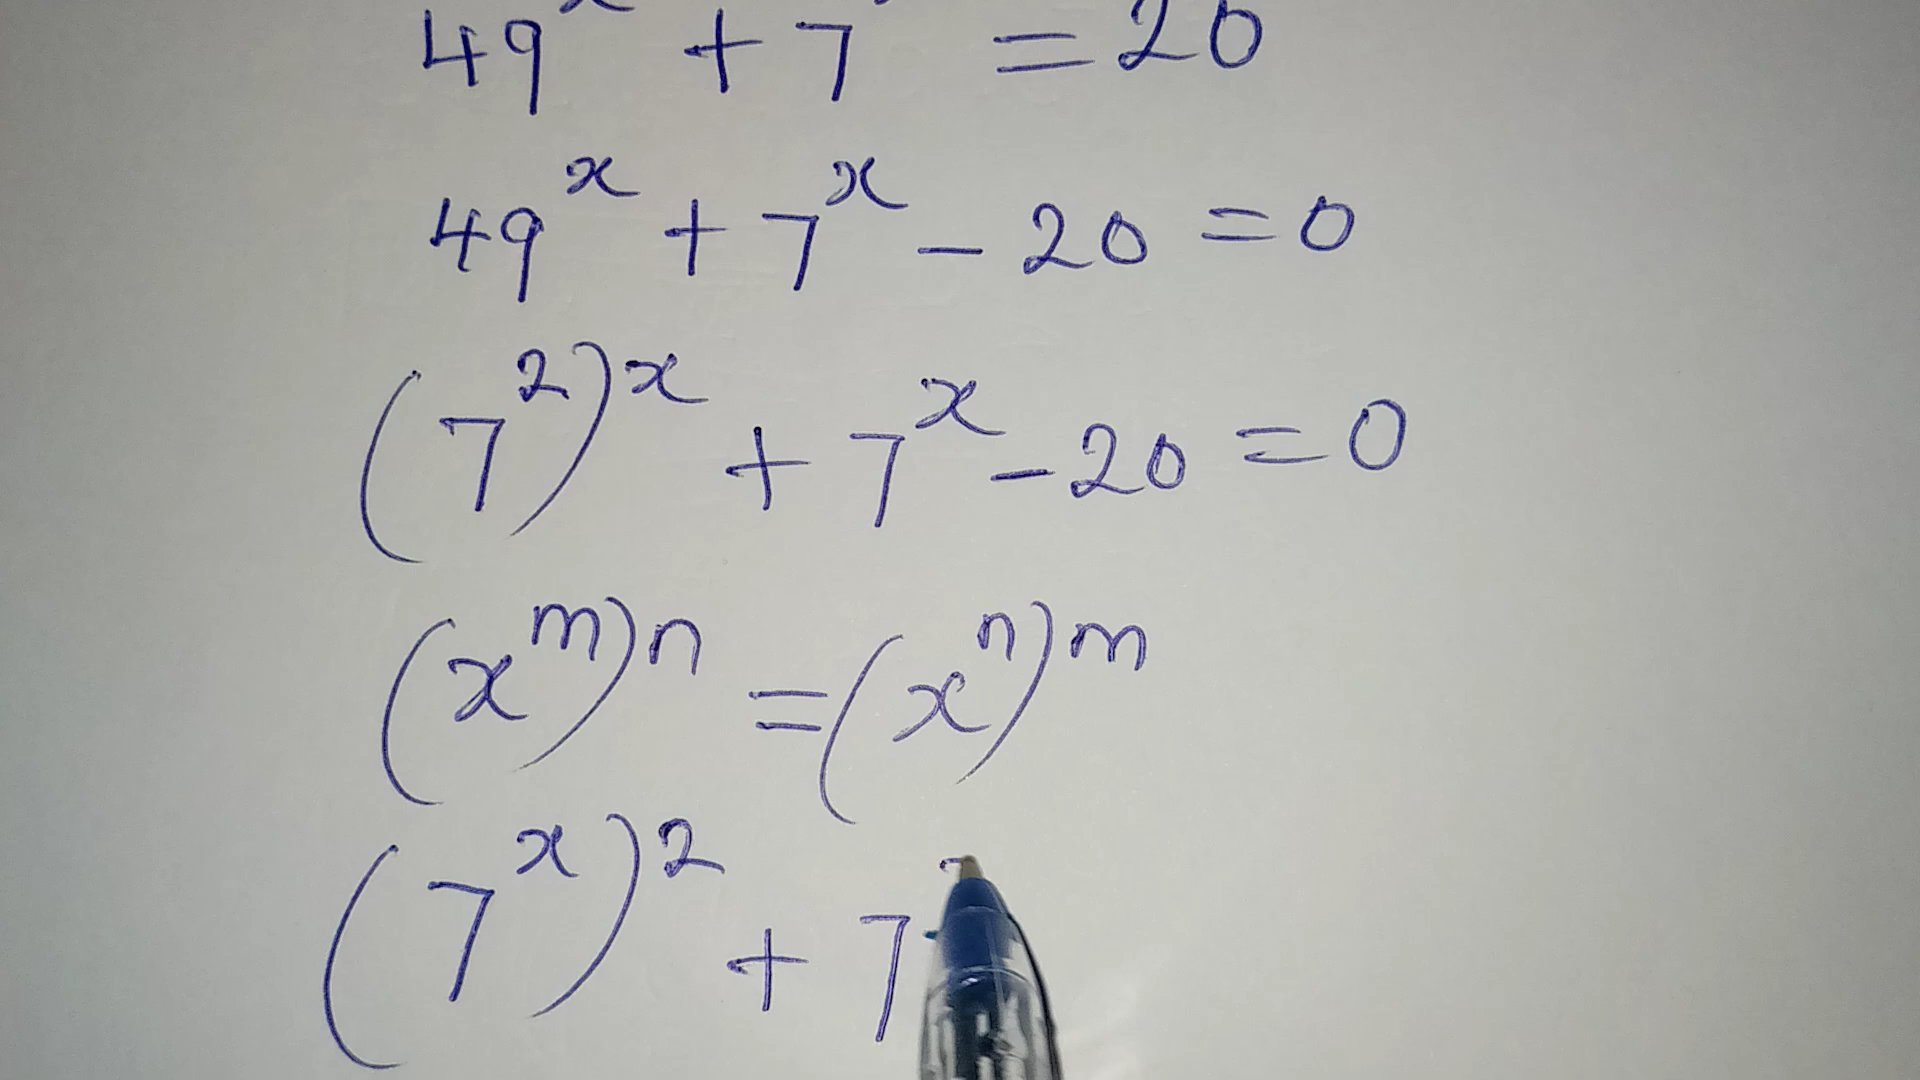 49^x + 7 = 20
49^x + 7^x - 20 = 0
(7^2)^x + 7^x - 20 = 0
(x^m)^n = (x^n)^m
(7^x)^2 + 7